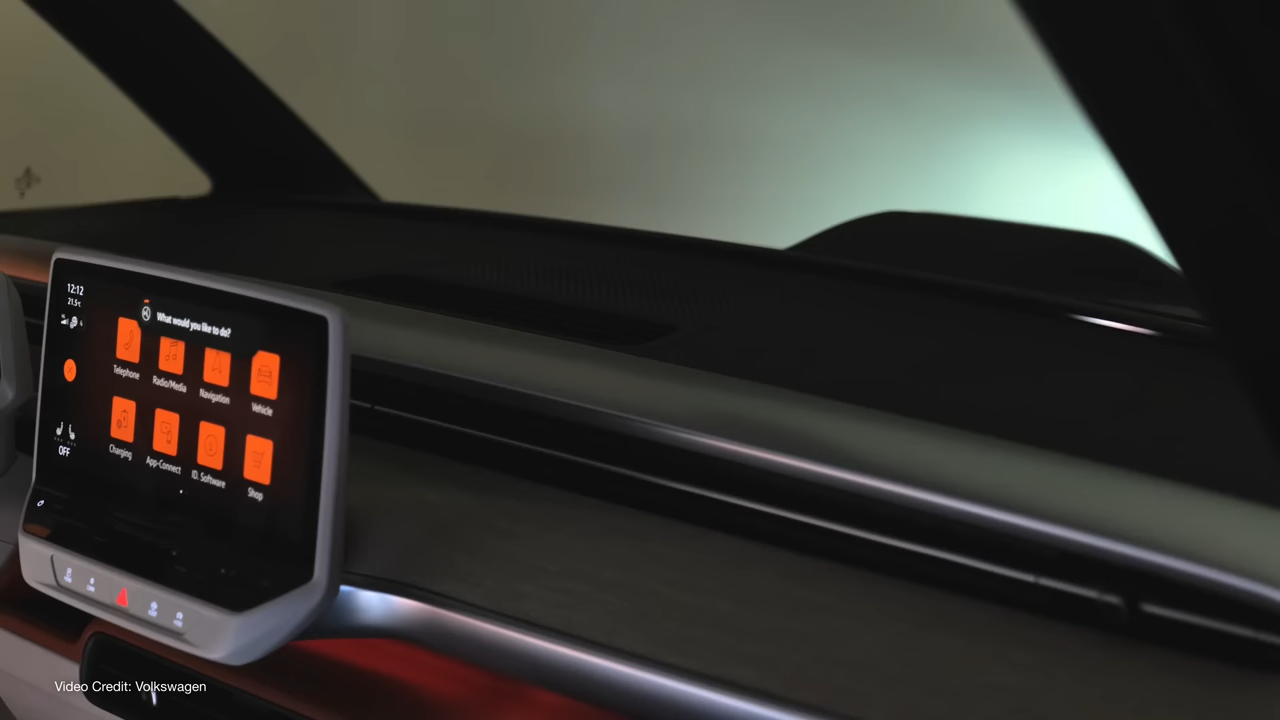 12:12
21.5°C
What would you like to do?
Telephone
Radio/Media
Navigation
Vehicle
Charging
App-Connect
ID. Software
Shop
OFF
Video Credit: Volkswagen